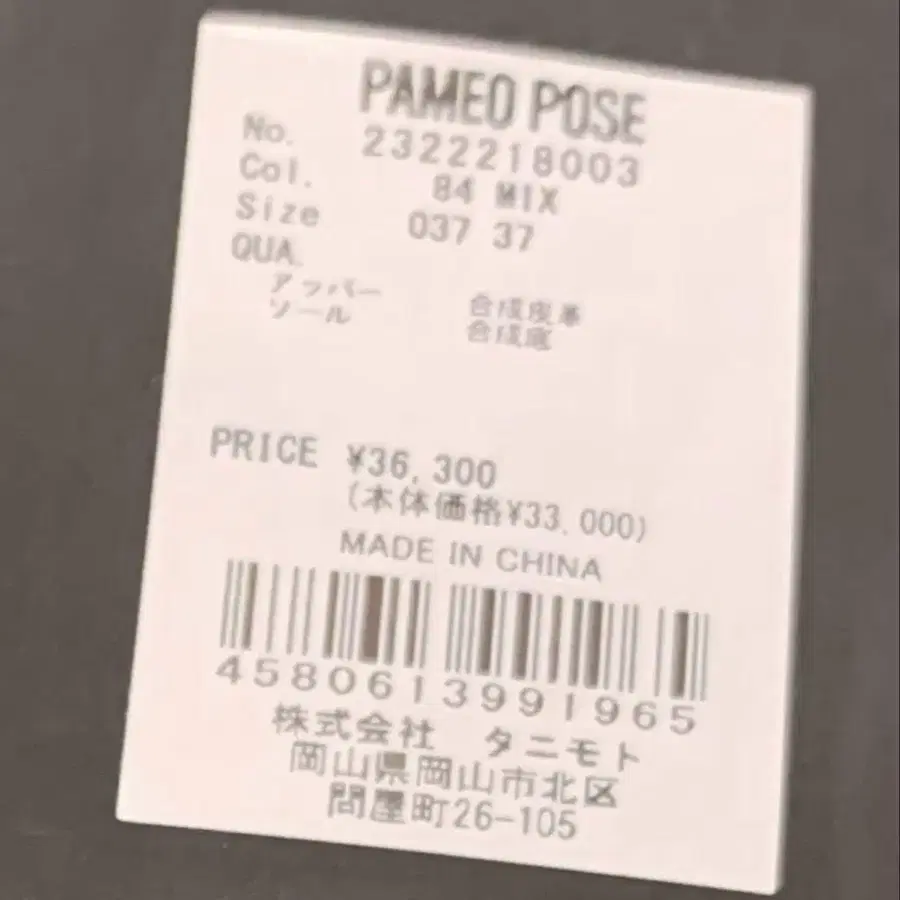 PAMEO POSE
No. 2322218003
Col. 84 MIX
Size 037 37
QUA.
アッパー 合成皮革
ソール 合成底
PRICE ¥36,300
(本体価格¥33,000)
MADE IN CHINA
4580613991965
株式会社 タニモト
岡山県岡山市北区
問屋町26-105